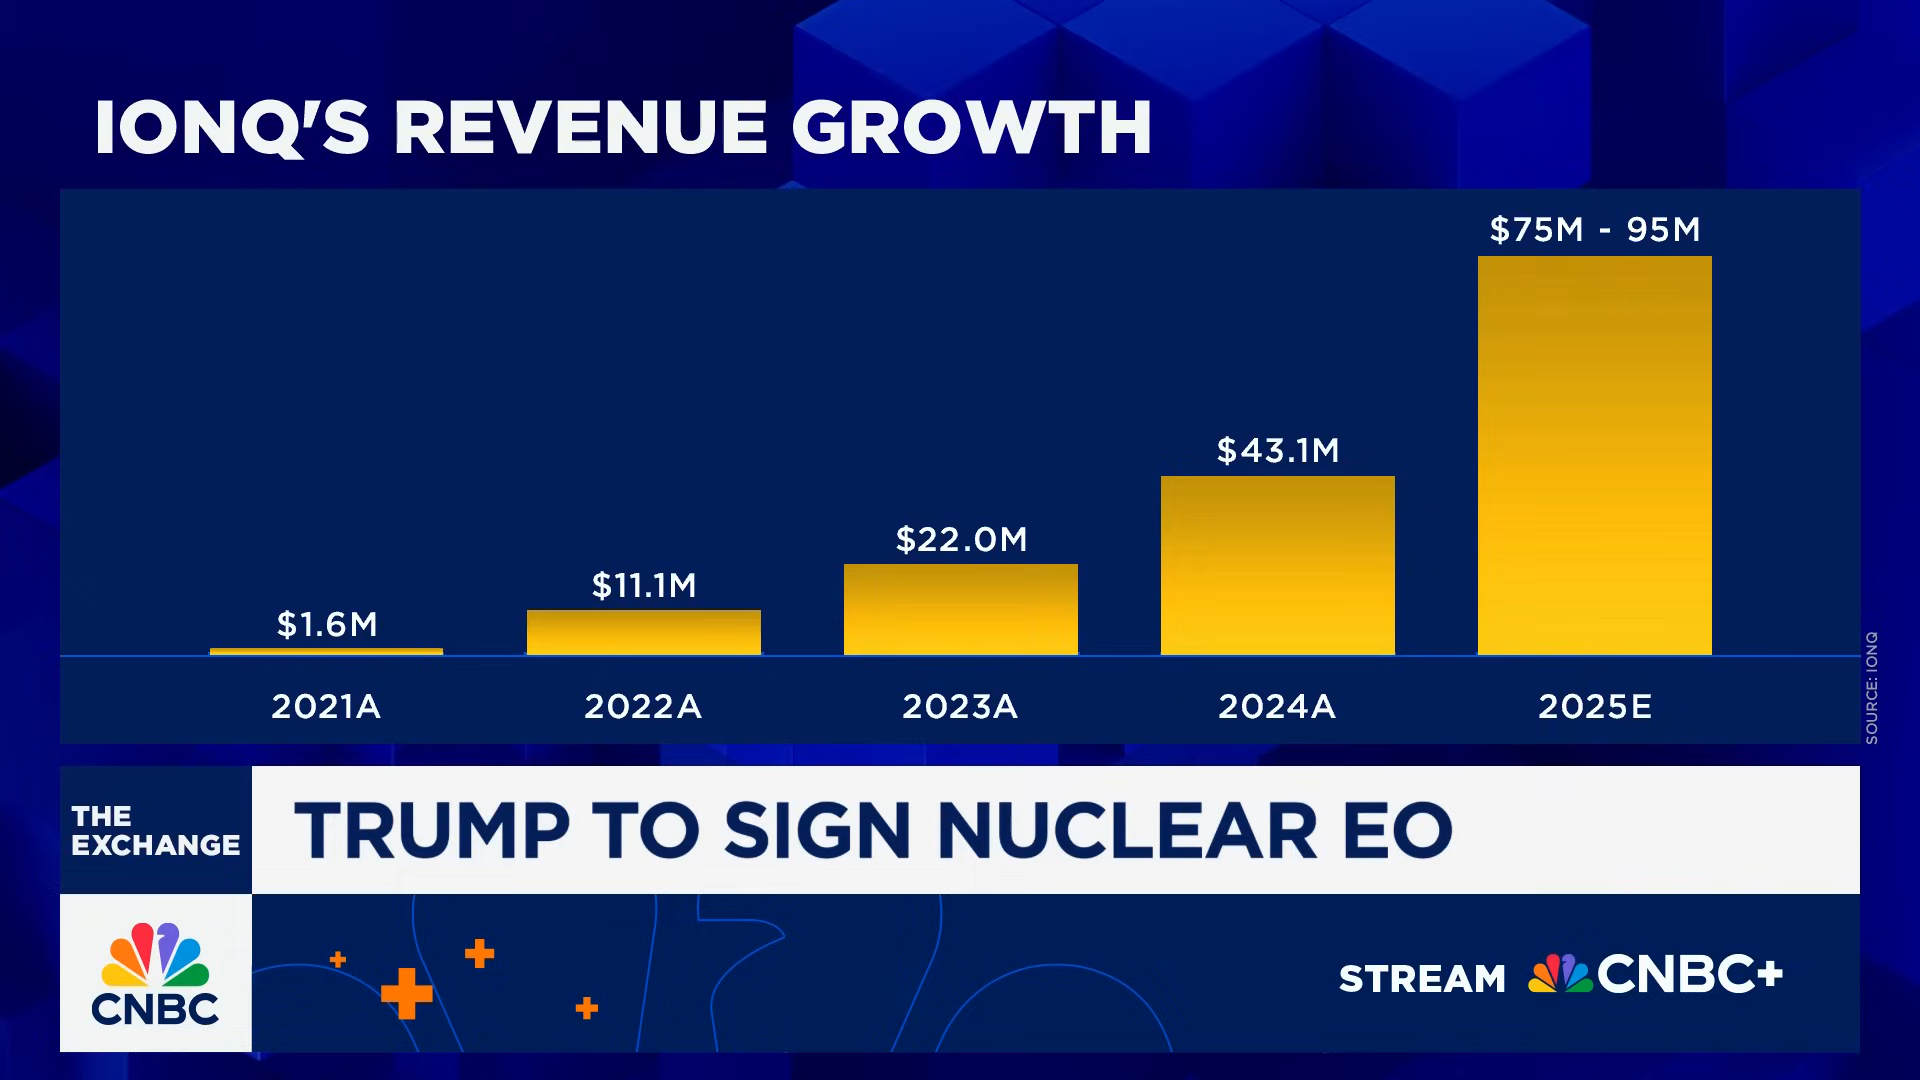 IONQ'S REVENUE GROWTH
$75M - 95M
$43.1M
$22.0M
$11.1M
$1.6M
2021A
2022A
2023A
2024A
2025E
SOURCE: IONQ
THE
EXCHANGE
TRUMP TO SIGN NUCLEAR EO
CNBC
STREAM CNBC+